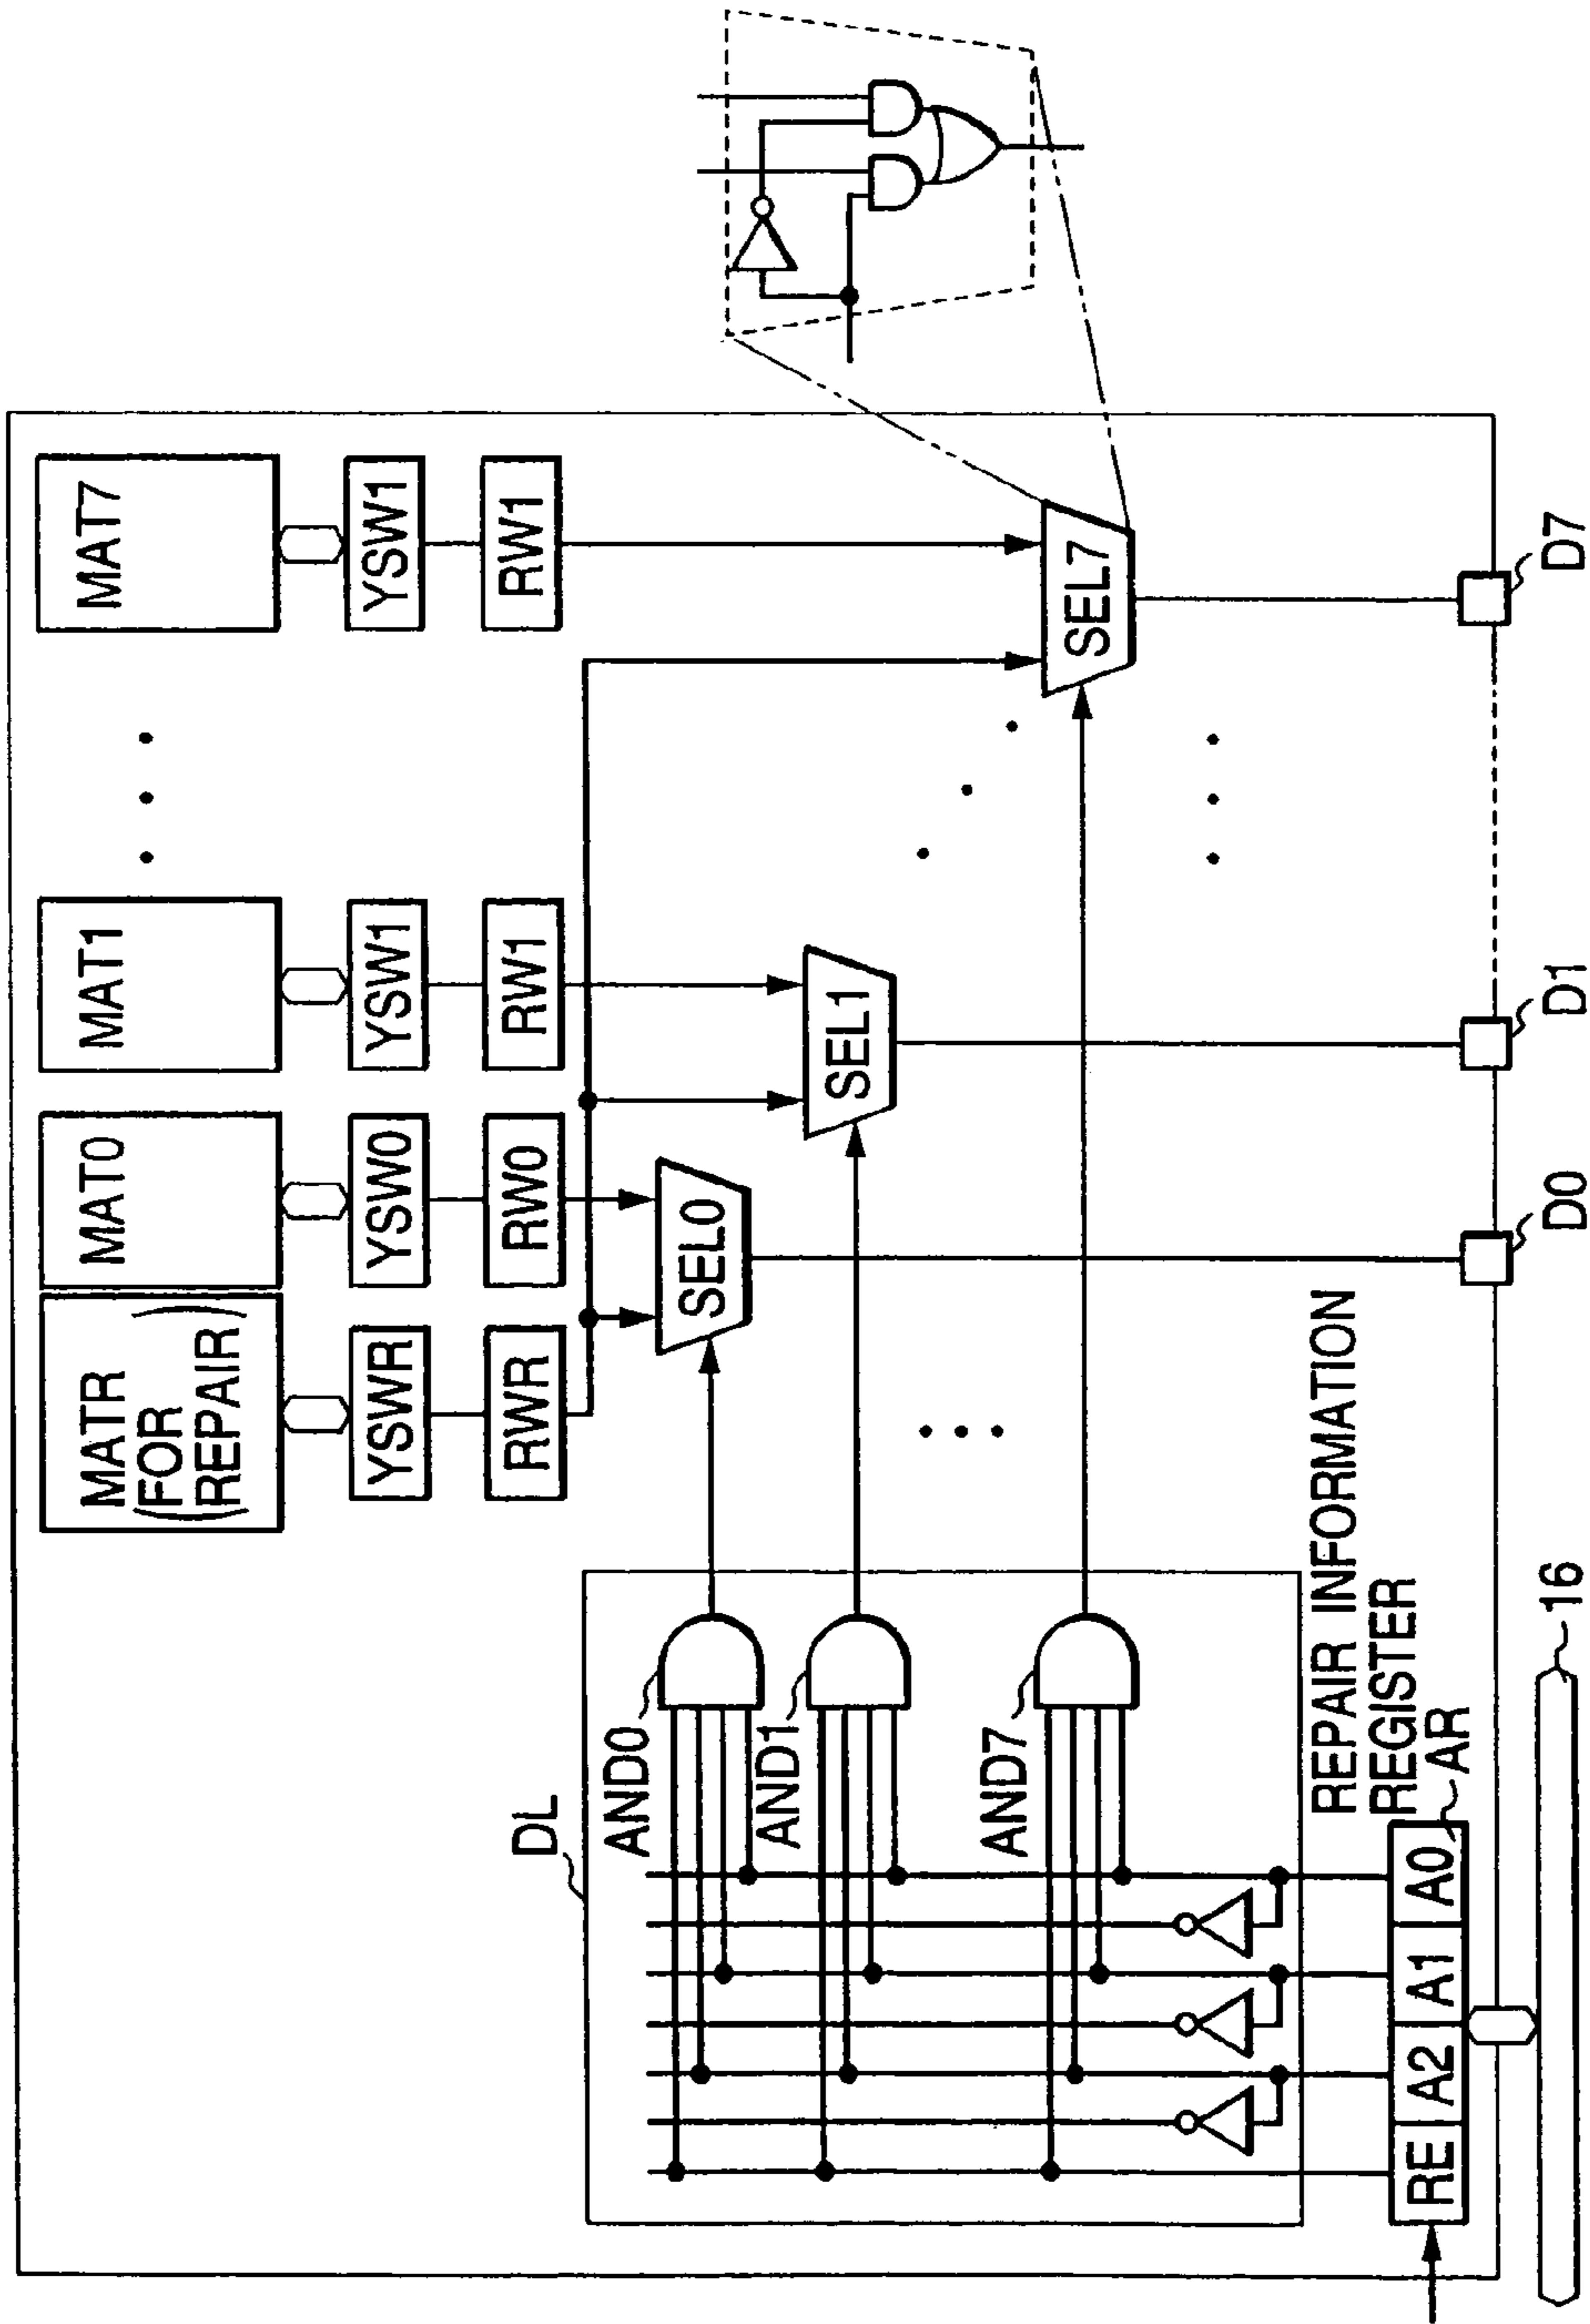 MATR
(FOR
REPAIR)
MAT0
MAT1
MAT7
YSWR
YSW0
YSW1
YSW1
RWR
RW0
RW1
RW1
SEL0
SEL1
SEL7
DL
AND0
AND1
AND7
REPAIR INFORMATION
REGISTER
AR
RE A2 A1 A0
D0
D1
D7
16